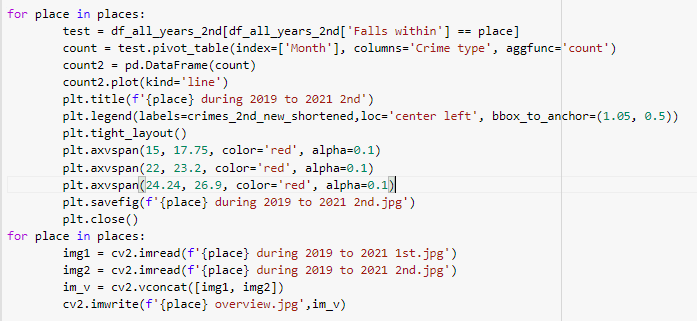 for place in places:
        test = df_all_years_2nd[df_all_years_2nd['Falls within'] == place]
        count = test.pivot_table(index=['Month'], columns='Crime type', aggfunc='count')
        count2 = pd.DataFrame(count)
        count2.plot(kind='line')
        plt.title(f'{place} during 2019 to 2021 2nd')
        plt.legend(labels=crimes_2nd_new_shortened,loc='center left', bbox_to_anchor=(1.05, 0.5))
        plt.tight_layout()
        plt.axvspan(15, 17.75, color='red', alpha=0.1)
        plt.axvspan(22, 23.2, color='red', alpha=0.1)
        plt.axvspan(24.24, 26.9, color='red', alpha=0.1)
        plt.savefig(f'{place} during 2019 to 2021 2nd.jpg')
        plt.close()
for place in places:
        img1 = cv2.imread(f'{place} during 2019 to 2021 1st.jpg')
        img2 = cv2.imread(f'{place} during 2019 to 2021 2nd.jpg')
        im_v = cv2.vconcat([img1, img2])
        cv2.imwrite(f'{place} overview.jpg',im_v)